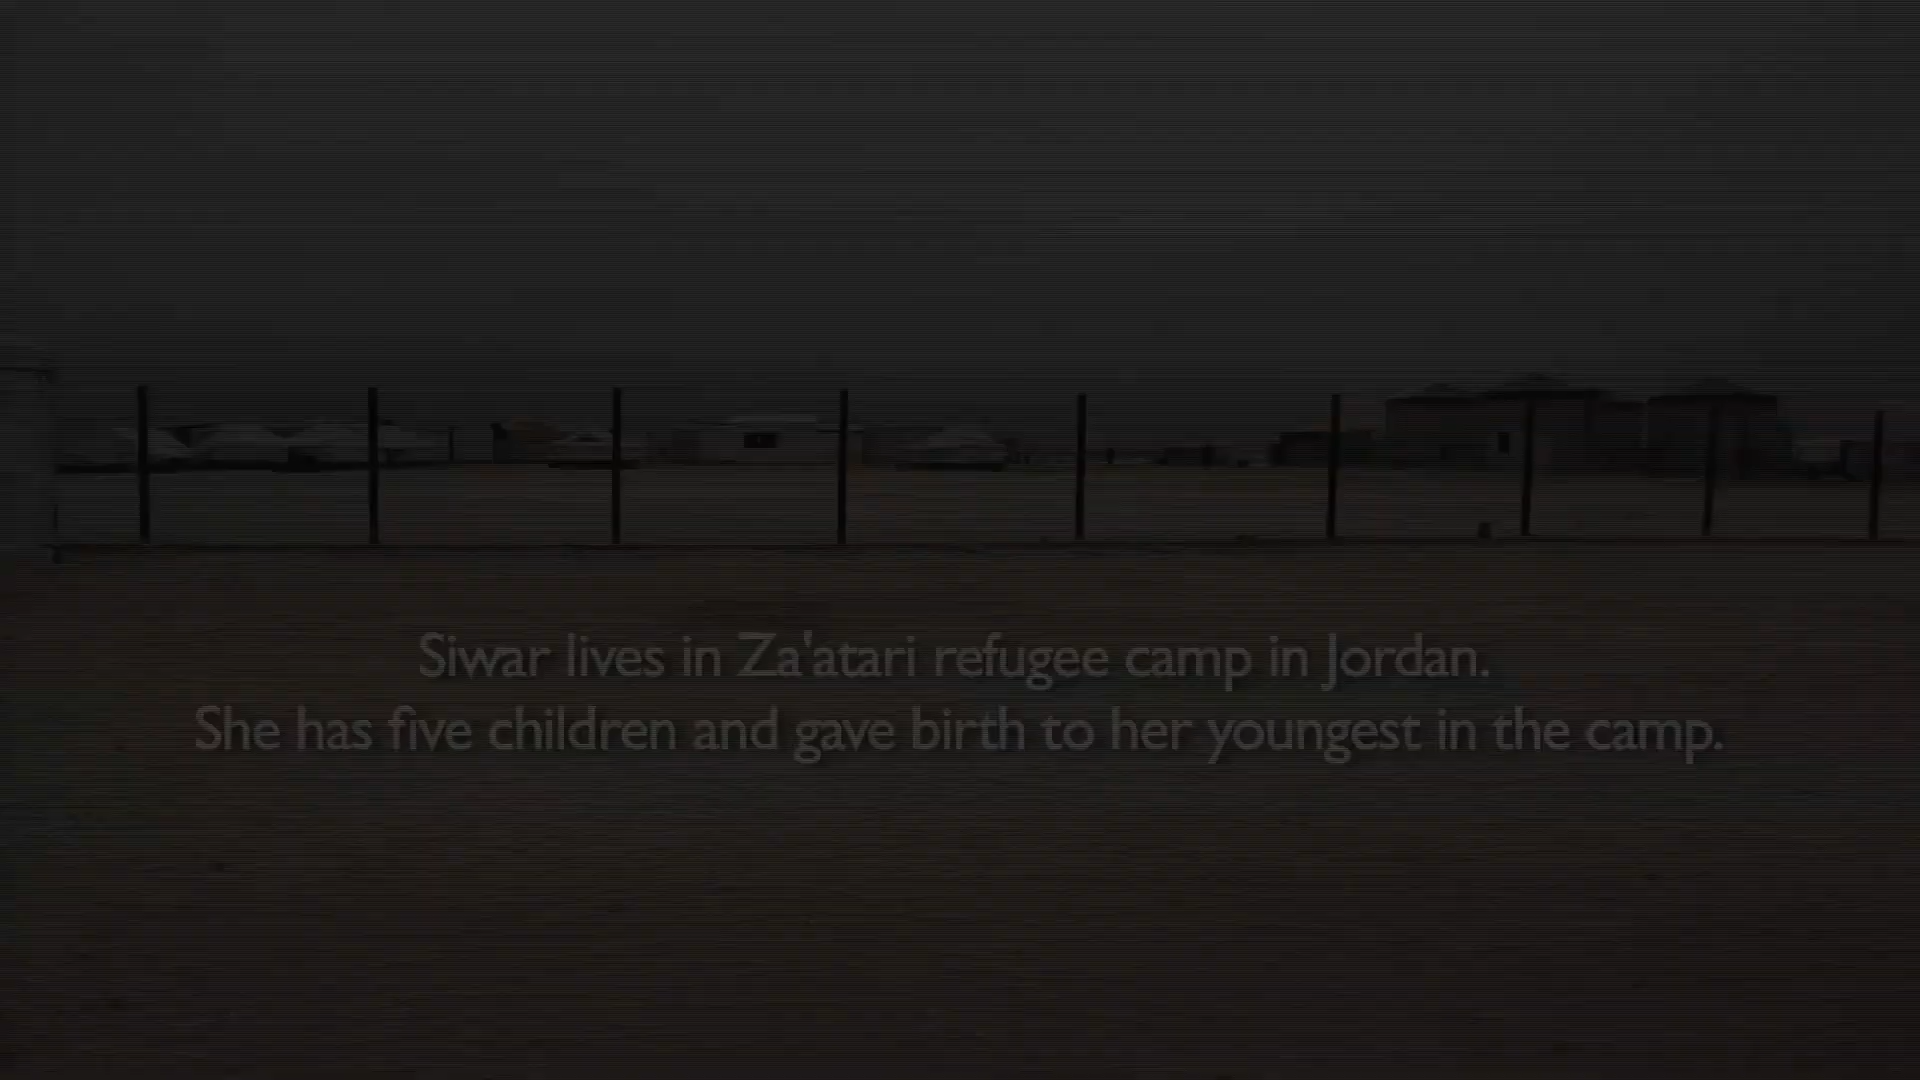 Siwar lives in Za'atari refugee camp in Jordan.
She has five children and gave birth to her youngest in the camp.